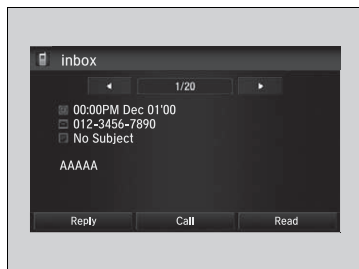 inbox
1/20
00:00PM Dec 01'00
012-3456-7890
No Subject
AAAAA
Reply Call Read